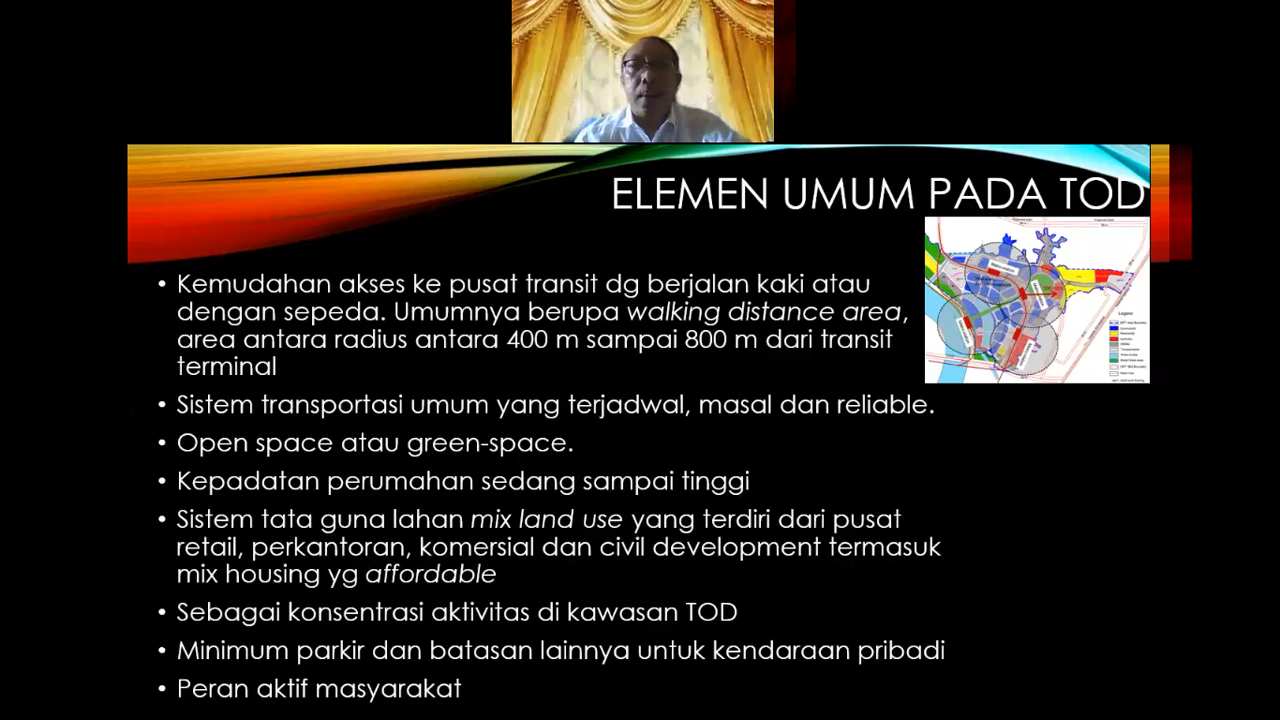 ELEMEN UMUM PADA TOD
• Kemudahan akses ke pusat transit dg berjalan kaki atau
dengan sepeda. Umumnya berupa walking distance area,
area antara radius antara 400 m sampai 800 m dari transit
terminal
• Sistem transportasi umum yang terjadwal, masal dan reliable.
• Open space atau green-space.
• Kepadatan perumahan sedang sampai tinggi
• Sistem tata guna lahan mix land use yang terdiri dari pusat
retail, perkantoran, komersial dan civil development termasuk
mix housing yg affordable
• Sebagai konsentrasi aktivitas di kawasan TOD
• Minimum parkir dan batasan lainnya untuk kendaraan pribadi
• Peran aktif masyarakat